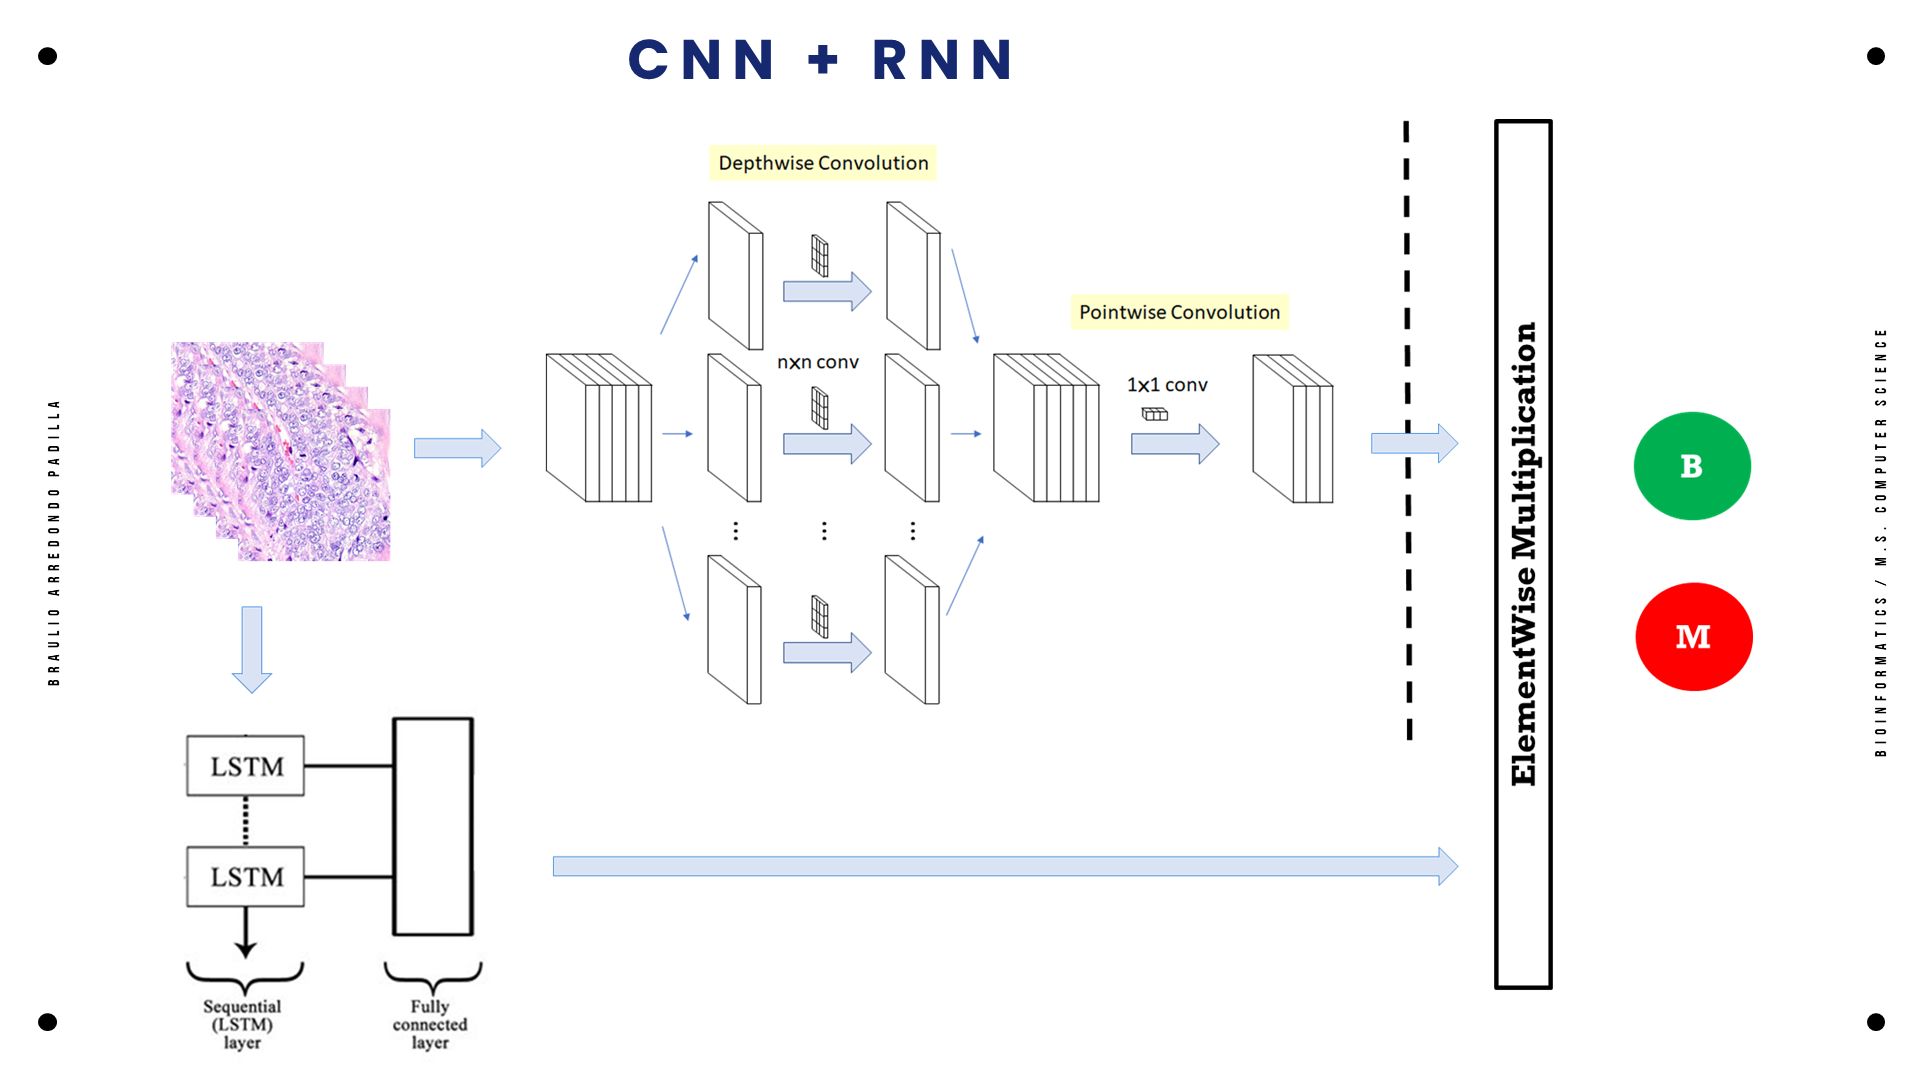 CNN + RNN
Depthwise Convolution
Pointwise Convolution
nxn conv
1x1 conv
ElementWise Multiplication
B
M
LSTM
LSTM
Sequential
(LSTM)
layer
Fully
connected
layer
BRAULIO ARREDONDO PADILLA
BIOINFORMATICS / M.S. COMPUTER SCIENCE